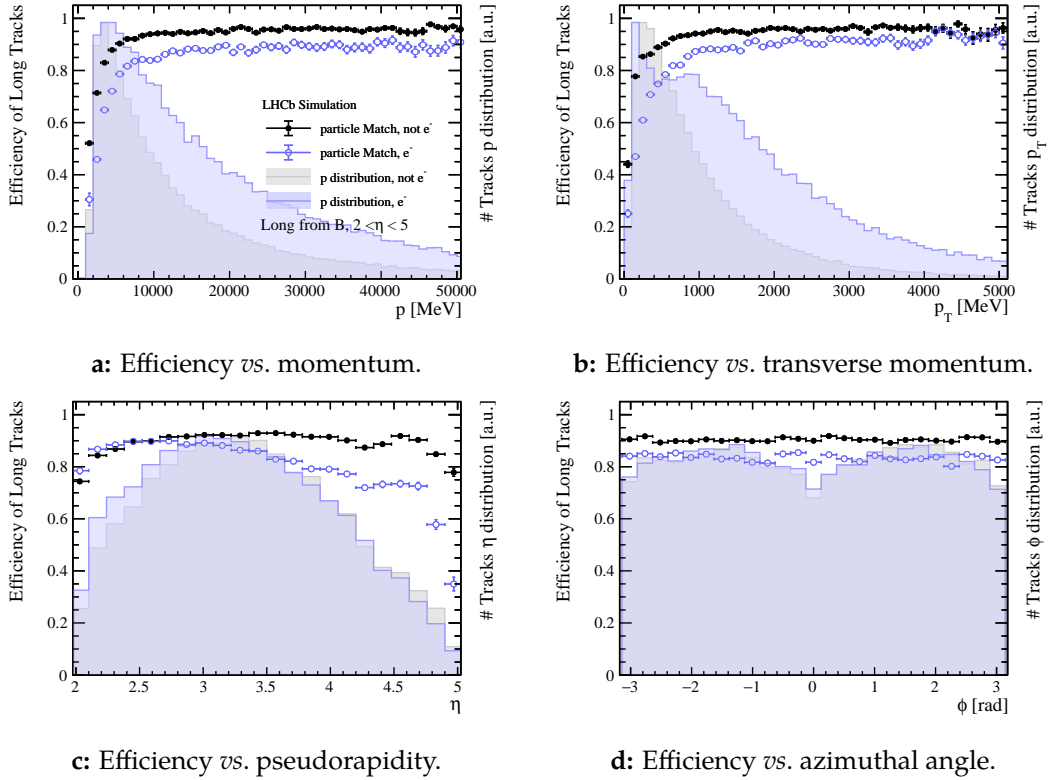 Efficiency of Long Tracks
1
0.8
0.6
0.4
0.2
0
LHCb Simulation
particle Match, not e⁻
particle Match, e⁻
p distribution, not e⁻
p distribution, e⁻
Long from B, 2 <η < 5
0 10000 20000 30000 40000 50000
p [MeV]
# Tracks p distribution [a.u.]
Efficiency of Long Tracks
1
0.8
0.6
0.4
0.2
0
0 1000 2000 3000 4000 5000
p_T [MeV]
# Tracks p_T distribution [a.u.]
a: Efficiency vs. momentum.
b: Efficiency vs. transverse momentum.
Efficiency of Long Tracks
1
0.8
0.6
0.4
0.2
0
2 2.5 3 3.5 4 4.5 5
η
# Tracks η distribution [a.u.]
Efficiency of Long Tracks
1
0.8
0.6
0.4
0.2
0
−3 −2 −1 0 1 2 3
ϕ [rad]
# Tracks ϕ distribution [a.u.]
c: Efficiency vs. pseudorapidity.
d: Efficiency vs. azimuthal angle.